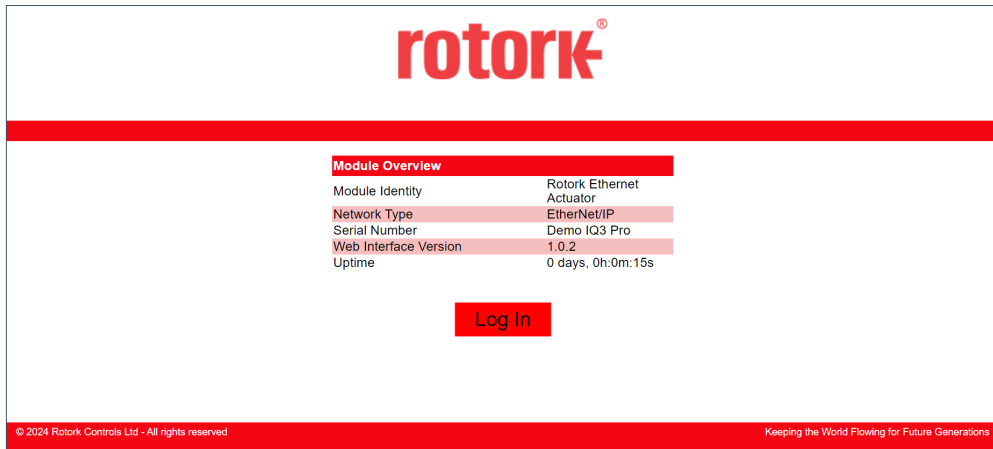 rotork®
Module Overview
Module Identity Rotork Ethernet
Actuator
Network Type EtherNet/IP
Serial Number Demo IQ3 Pro
Web Interface Version 1.0.2
Uptime 0 days, 0h:0m:15s
Log In
© 2024 Rotork Controls Ltd - All rights reserved Keeping the World Flowing for Future Generations